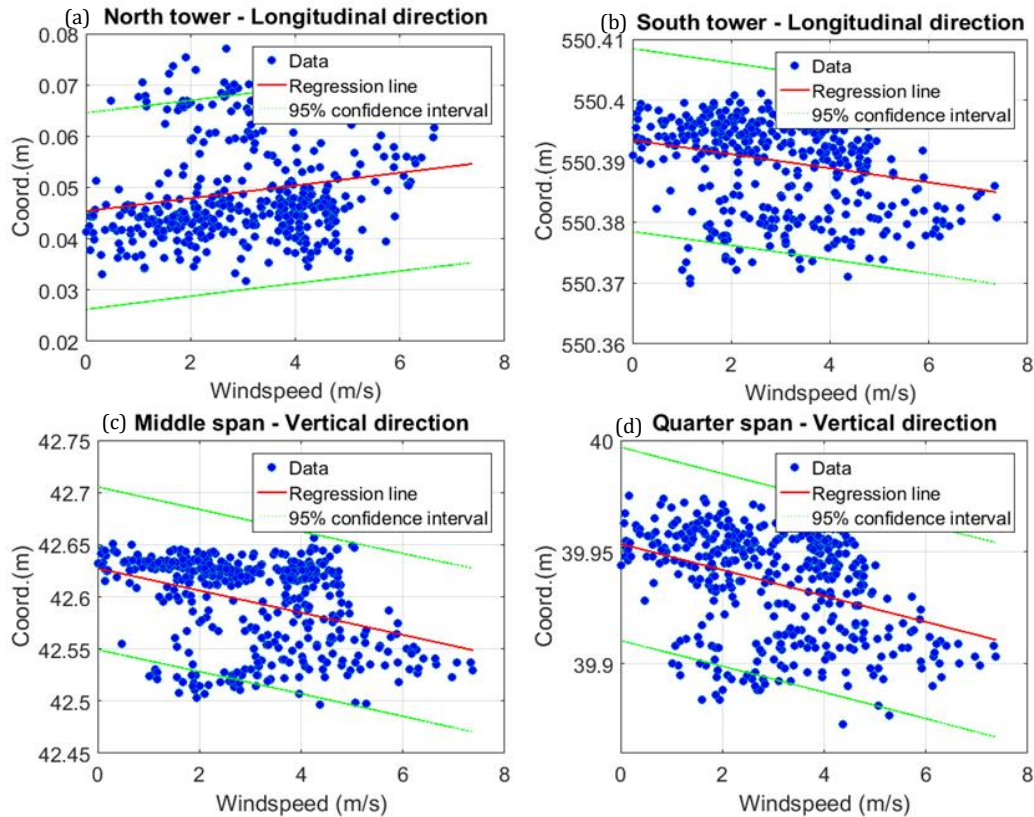 (a) North tower - Longitudinal direction
0.08
0.07
0.06
0.05
0.04
0.03
0.02
Coord.(m)
Data
Regression line
95% confidence interval
0 2 4 6 8
Windspeed (m/s)
(b) South tower - Longitudinal direction
550.41
550.4
550.39
550.38
550.37
550.36
Coord.(m)
Data
Regression line
95% confidence interval
0 2 4 6 8
Windspeed (m/s)
(c) Middle span - Vertical direction
42.75
42.7
42.65
42.6
42.55
42.5
42.45
Coord.(m)
Data
Regression line
95% confidence interval
0 2 4 6 8
Windspeed (m/s)
(d) Quarter span - Vertical direction
40
39.95
39.9
Coord.(m)
Data
Regression line
95% confidence interval
0 2 4 6 8
Windspeed (m/s)